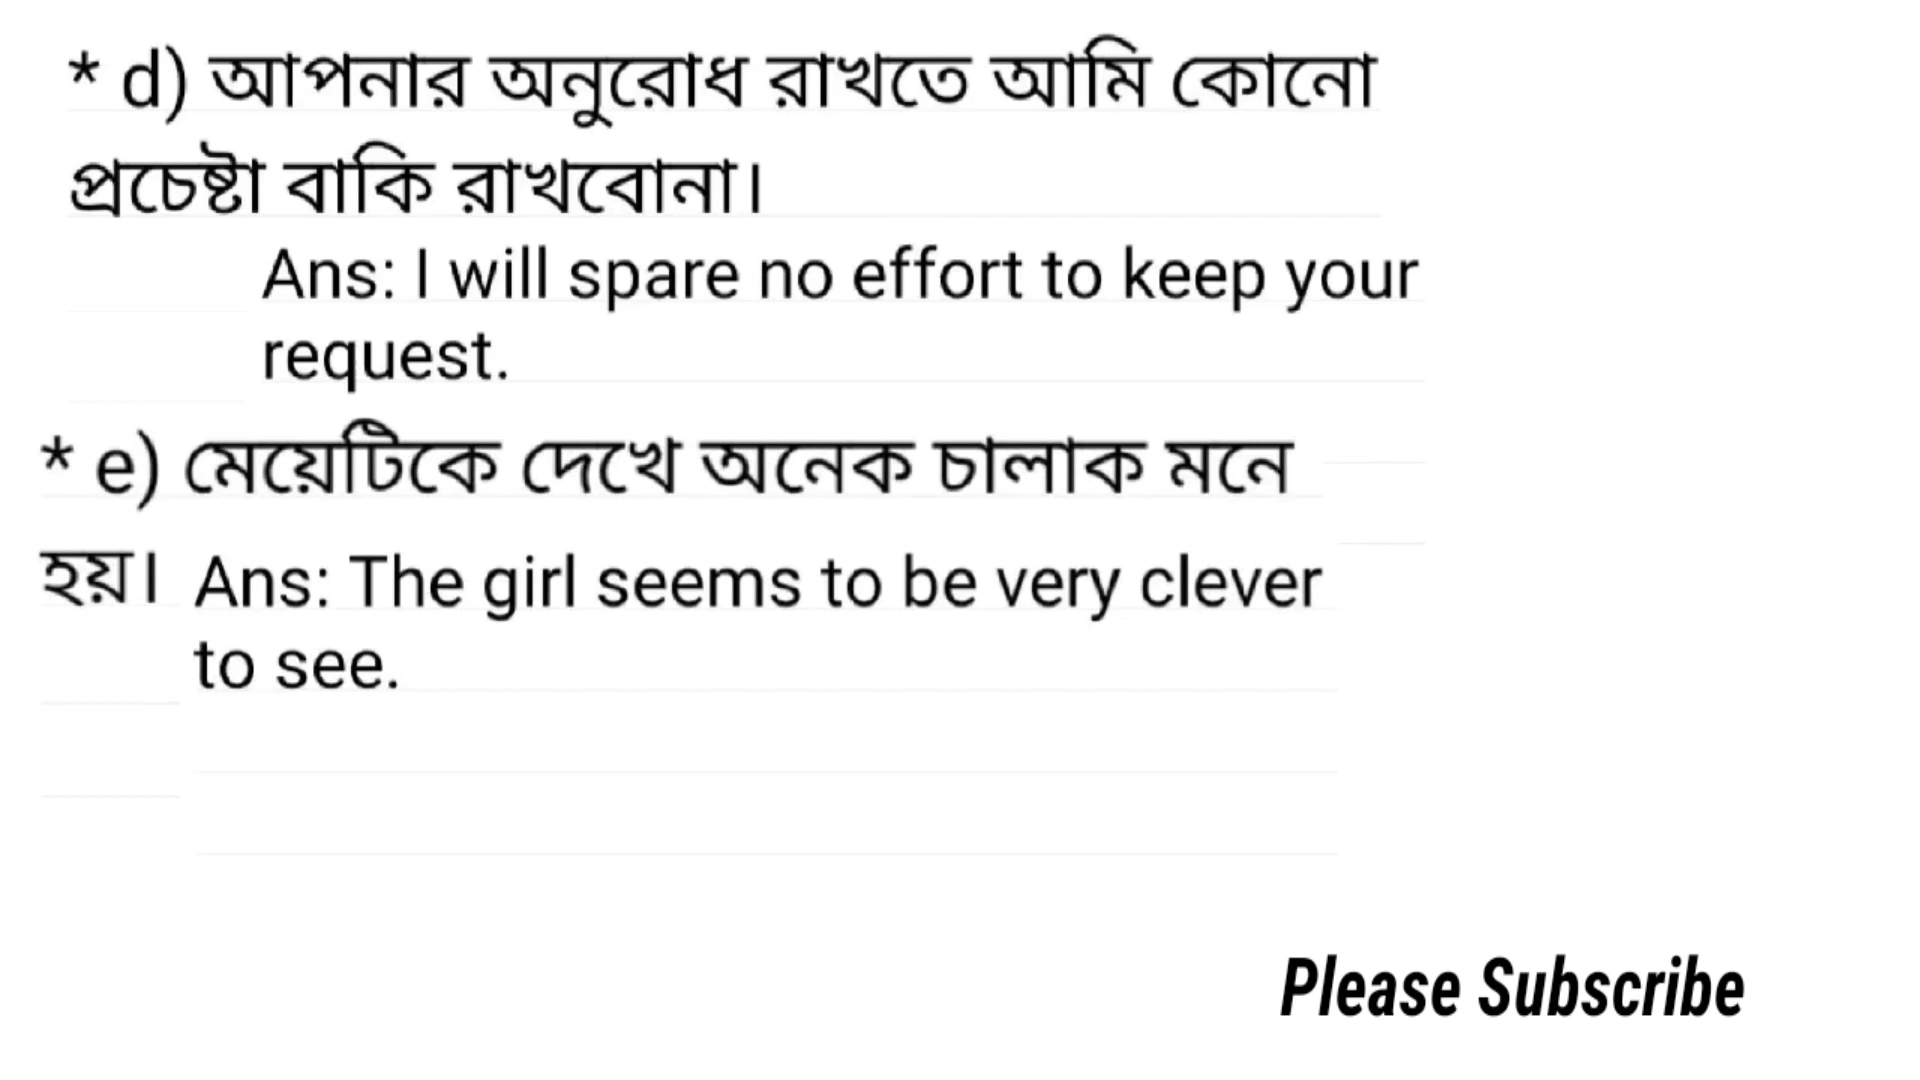 * d) আপনার অনুরোধ রাখতে আমি কোনো
প্রচেষ্টা বাকি রাখবোনা।
Ans: I will spare no effort to keep your
request.
* e) মেয়েটিকে দেখে অনেক চালাক মনে
হয়। Ans: The girl seems to be very clever
to see.
Please Subscribe